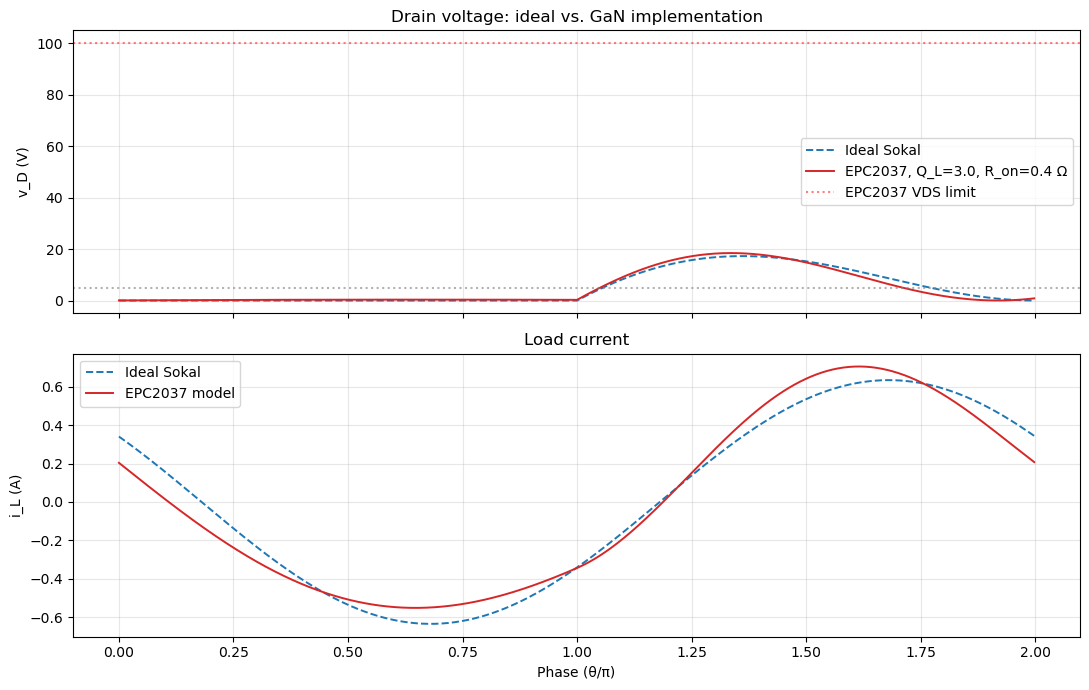 Drain voltage: ideal vs. GaN implementation
v_D (V)
100
80
60
40
20
0
Ideal Sokal
EPC2037, Q_L=3.0, R_on=0.4 Ω
EPC2037 VDS limit
Load current
i_L (A)
0.6
0.4
0.2
0.0
−0.2
−0.4
−0.6
Ideal Sokal
EPC2037 model
0.00 0.25 0.50 0.75 1.00 1.25 1.50 1.75 2.00
Phase (θ/π)